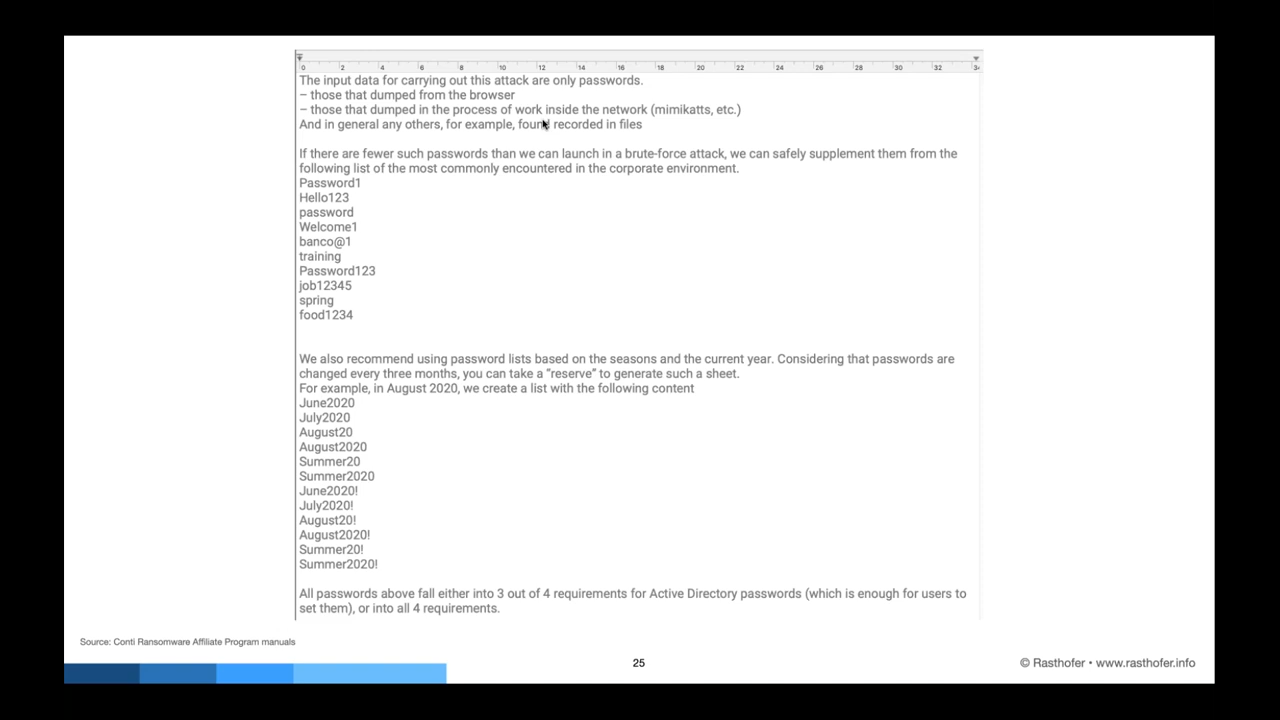 0 2 4 6 8 10 12 14 16 18 20 22 24 26 28 30 32 34
The input data for carrying out this attack are only passwords.
– those that dumped from the browser
– those that dumped in the process of work inside the network (mimikatts, etc.)
And in general any others, for example, found recorded in files
If there are fewer such passwords than we can launch in a brute-force attack, we can safely supplement them from the
following list of the most commonly encountered in the corporate environment.
Password1
Hello123
password
Welcome1
banco@1
training
Password123
job12345
spring
food1234
We also recommend using password lists based on the seasons and the current year. Considering that passwords are
changed every three months, you can take a “reserve” to generate such a sheet.
For example, in August 2020, we create a list with the following content
June2020
July2020
August20
August2020
Summer20
Summer2020
June2020!
July2020!
August20!
August2020!
Summer20!
Summer2020!
All passwords above fall either into 3 out of 4 requirements for Active Directory passwords (which is enough for users to
set them), or into all 4 requirements.
Source: Conti Ransomware Affiliate Program manuals
25
© Rasthofer • www.rasthofer.info